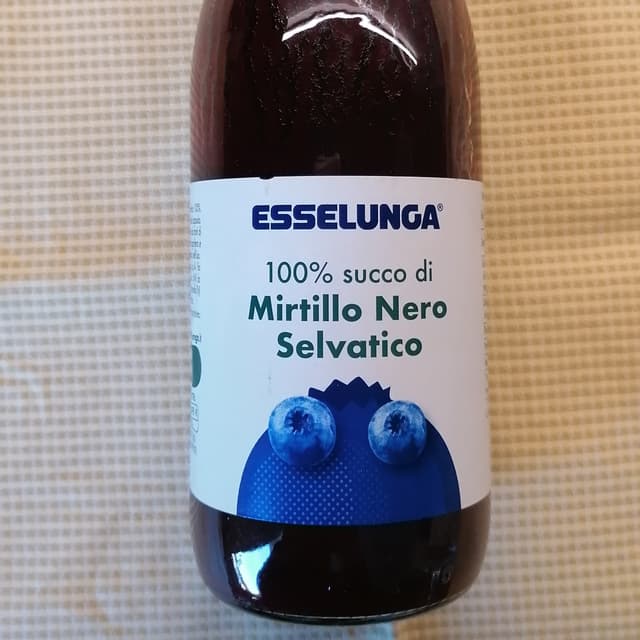 ESSELUNGA®
100% succo di
Mirtillo Nero
Selvatico